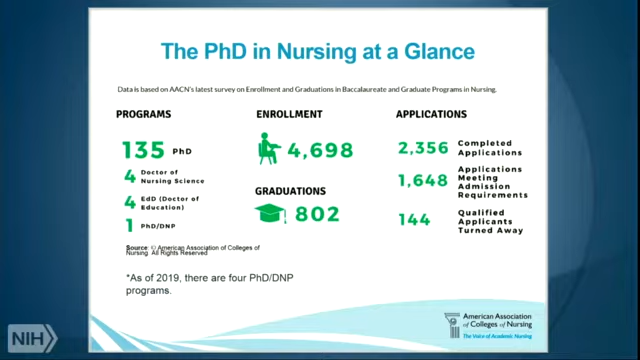 The PhD in Nursing at a Glance
Data is based on AACN's latest survey on Enrollment and Graduations in Baccalaureate and Graduate Programs in Nursing.
PROGRAMS
135 PhD
4 Doctor of
Nursing Science
4 EdD (Doctor of
Education)
1 PhD/DNP
Source: © American Association of Colleges of
Nursing. All Rights Reserved
*As of 2019, there are four PhD/DNP
programs.
ENROLLMENT
4,698
GRADUATIONS
802
APPLICATIONS
2,356 Completed
Applications
1,648 Applications
Meeting
Admission
Requirements
144 Qualified
Applicants
Turned Away
NIH
American Association
of Colleges of Nursing
The Voice of Academic Nursing